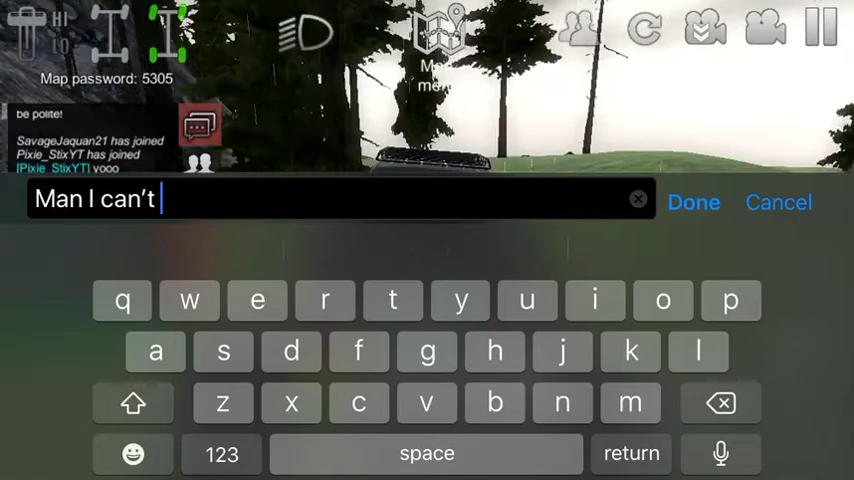 HI
LO
Map password: 5305
be polite!
SavageJaquan21 has joined
Pixie_StixYT has joined
[Pixie_StixYT] yooo
Man I can't
Done
Cancel
q w e r t y u i o p
a s d f g h j k l
z x c v b n m
123
space
return